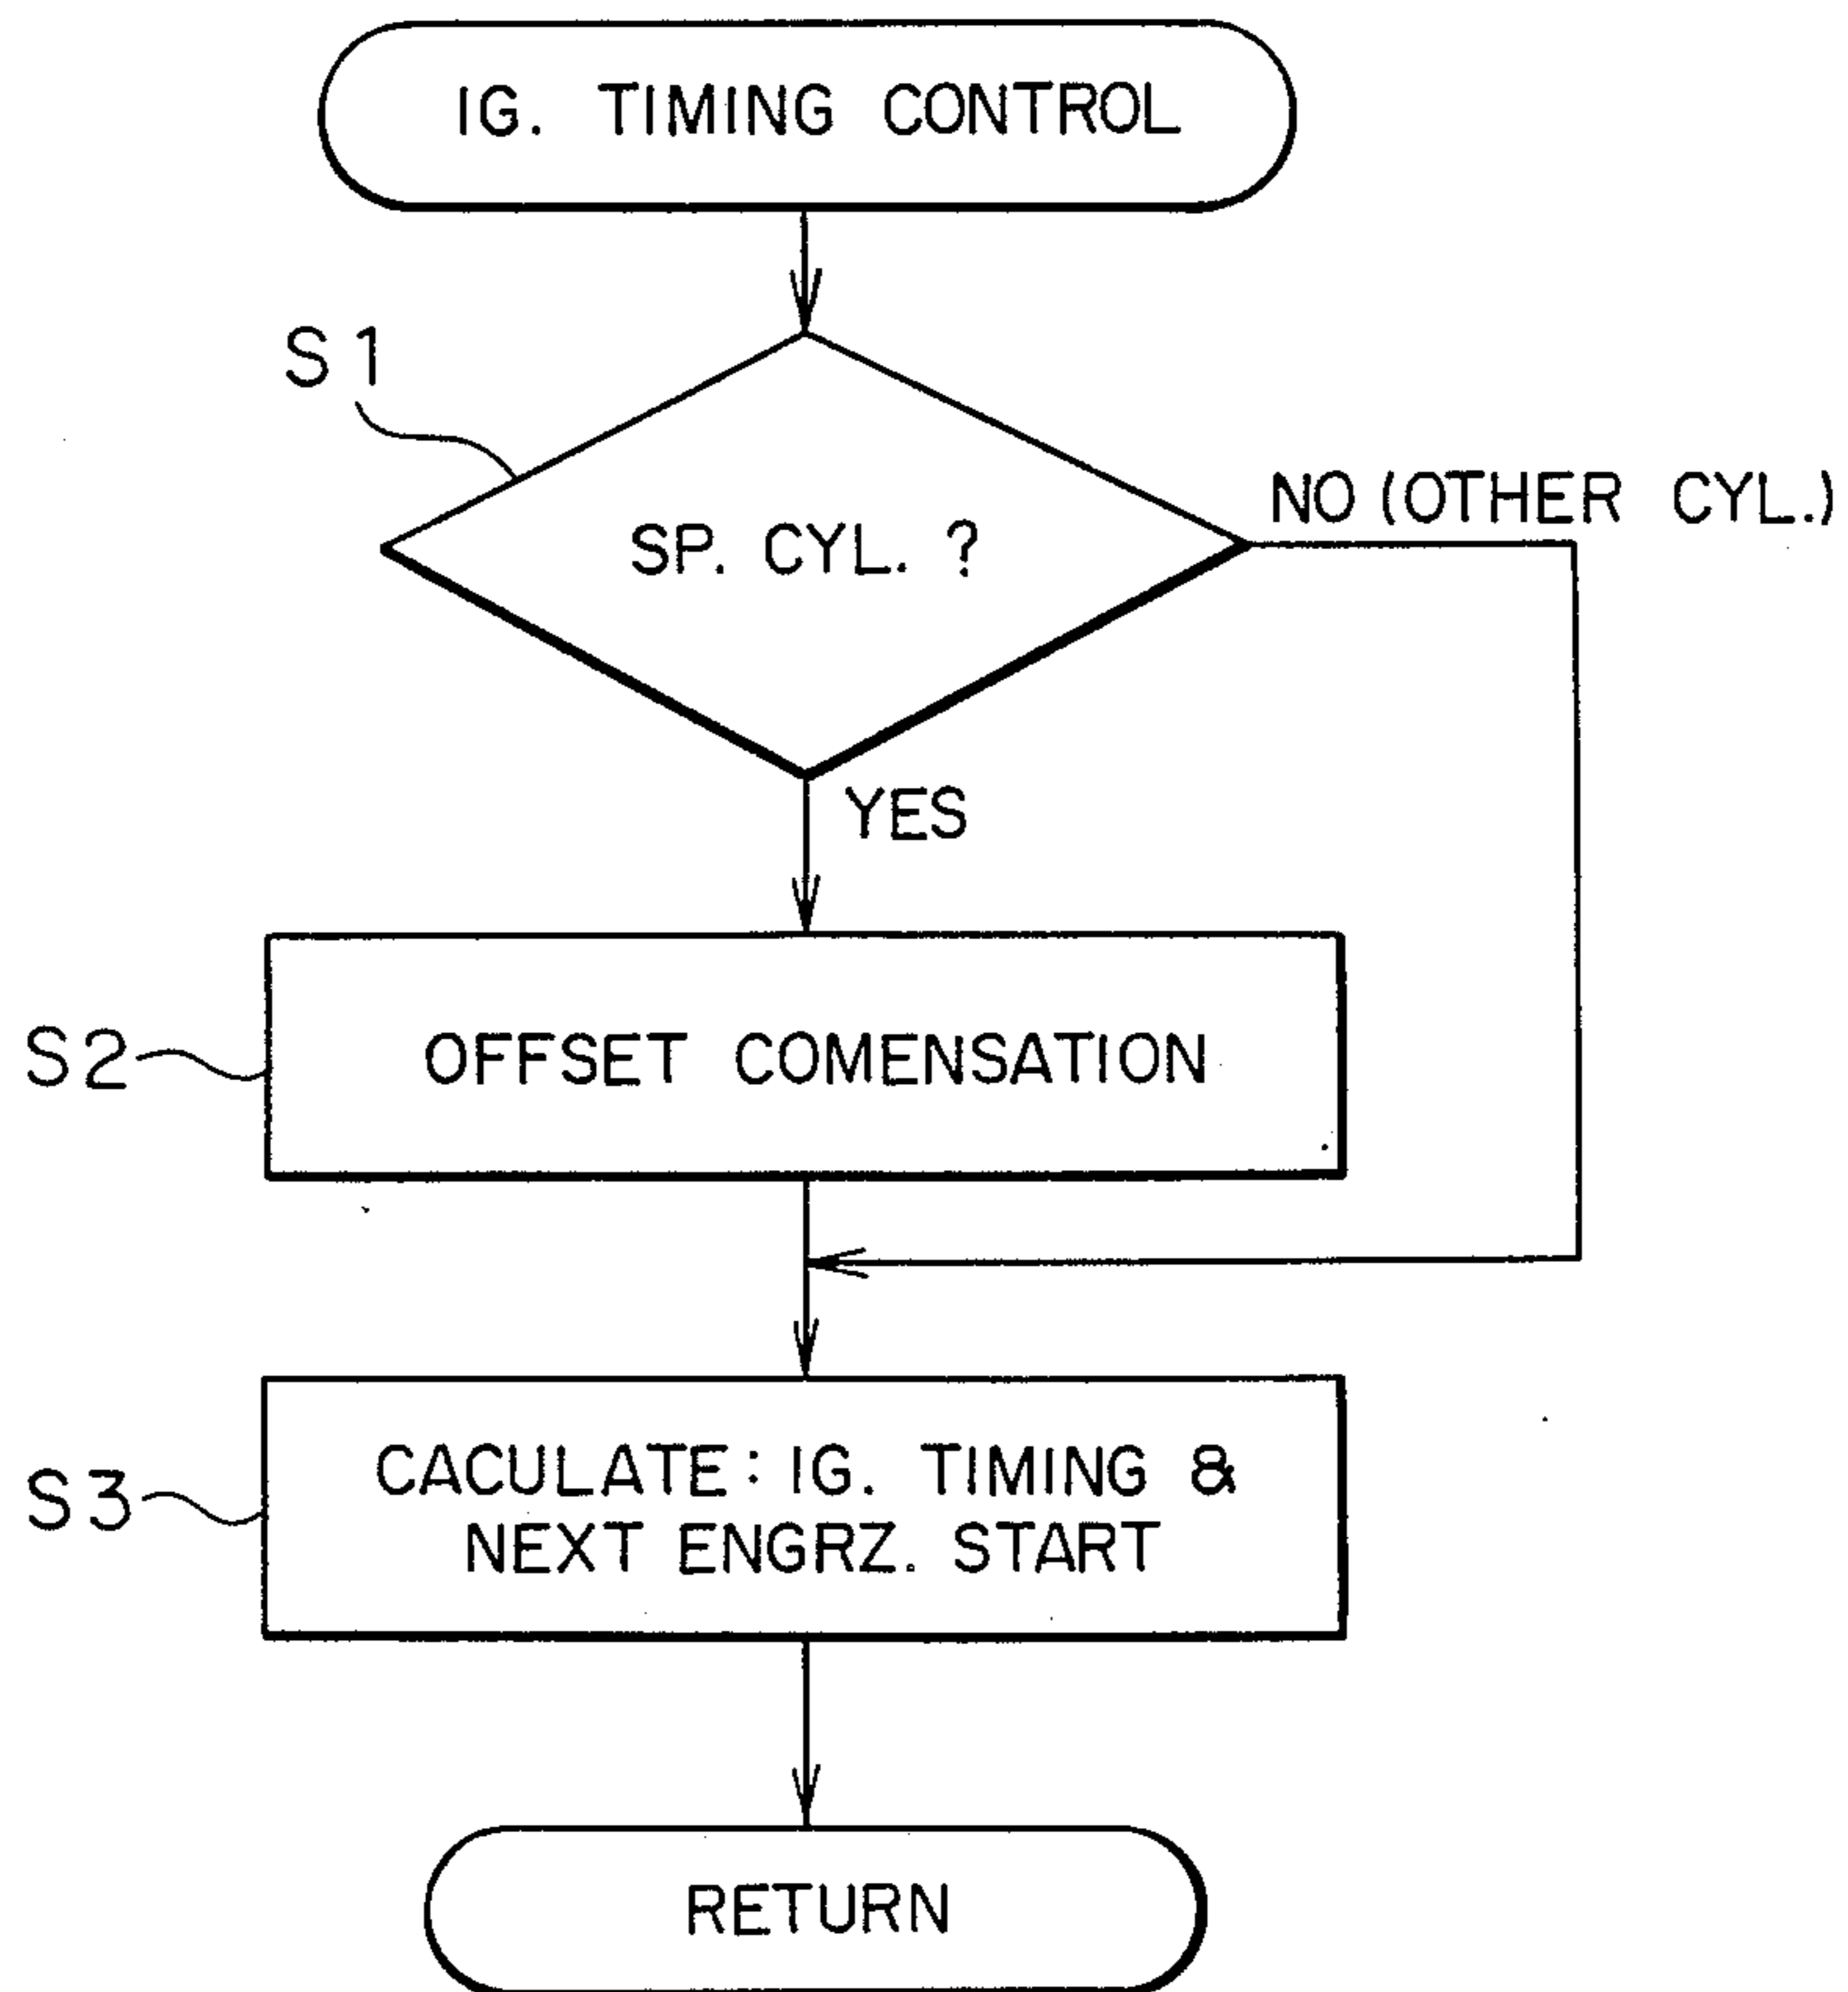 IG. TIMING CONTROL
S1
SP. CYL. ?
NO (OTHER CYL.)
YES
S2
OFFSET COMENSATION
S3
CACULATE: IG. TIMING &
NEXT ENGRZ. START
RETURN